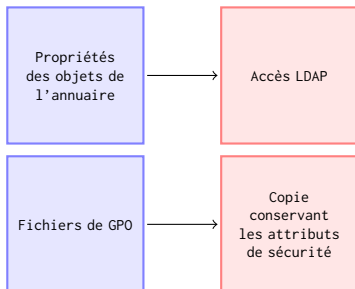 Propriétés
des objets de
l'annuaire
Accès LDAP
Fichiers de GPO
Copie
conservant
les attributs
de sécurité